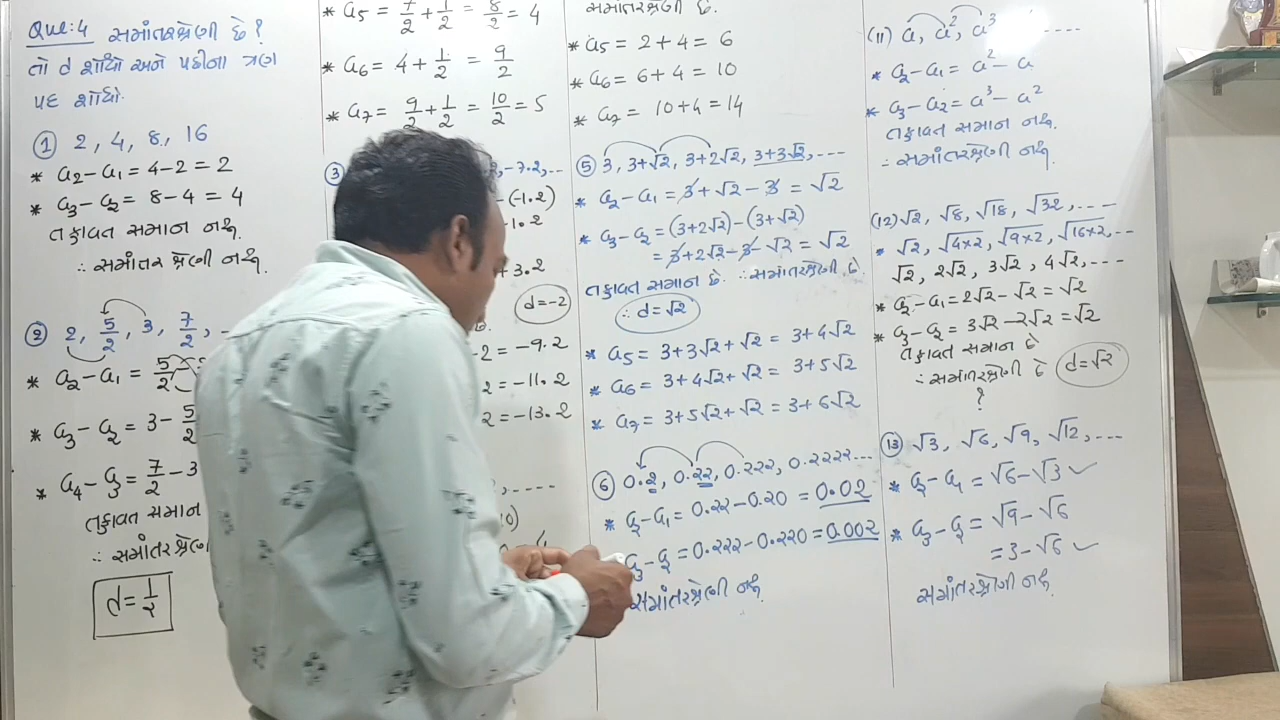 Que:4 સમાંતરશ્રેણી છે?
તો d શોધો અને પછીના ત્રણ
પદ શોધો.
① 2, 4, 8, 16
* a₂-a₁ = 4-2 = 2
* a₃-a₂ = 8-4 = 4
તફાવત સમાન નથી.
∴ સમાંતર શ્રેણી નથી.
② 2, 5/2, 3, 7/2,
* a₂-a₁ = 5/2
* a₃-a₂ = 3 - 5/2
* a₄-a₃ = 7/2 - 3
તફાવત સમાન
∴ સમાંતર
d = 1/2
* a₅ = 7/2 + 1/2 = 8/2 = 4
* a₆ = 4 + 1/2 = 9/2
* a₇ = 9/2 + 1/2 = 10/2 = 5
③ , -7.2, ..
-(-1.2)
-1.2
+3.2
d = -2
-2 = -9.2
2 = -11.2
2 = -13.2
, ----
સમાંતરશ્રેણી છે.
* a₅ = 2+4 = 6
* a₆ = 6+4 = 10
* a₇ = 10+4 = 14
⑤ 3, 3+√2, 3+2√2, 3+3√2, ----
* a₂-a₁ = 3+√2-3 = √2
* a₃-a₂ = (3+2√2)-(3+√2)
= 3+2√2-3-√2 = √2
તફાવત સમાન છે. ∴ સમાંતરશ્રેણી છે.
∴ d = √2
* a₅ = 3+3√2+√2 = 3+4√2
* a₆ = 3+4√2+√2 = 3+5√2
* a₇ = 3+5√2+√2 = 3+6√2
⑥ 0.2, 0.22, 0.222, 0.2222...
* a₂-a₁ = 0.22-0.20 = 0.02
a₃-a₂ = 0.222-0.220 = 0.002
સમાંતરશ્રેણી નથી.
(11) a, a², a³ ----
* a₂-a₁ = a²-a
* a₃-a₂ = a³-a²
તફાવત સમાન નથી.
∴ સમાંતરશ્રેણી નથી.
(12) √2, √8, √18, √32, ----
* √2, √4×2, √9×2, √16×2, --
√2, 2√2, 3√2, 4√2, ----
* a₂-a₁ = 2√2-√2 = √2
* a₃-a₂ = 3√2-2√2 = √2
તફાવત સમાન છે
∴ સમાંતરશ્રેણી છે d = √2
?
⑬ √3, √6, √9, √12, ----
* a₂-a₁ = √6-√3 ✓
* a₃-a₂ = √9-√6
= 3-√6 ✓
સમાંતરશ્રેણી નથી.